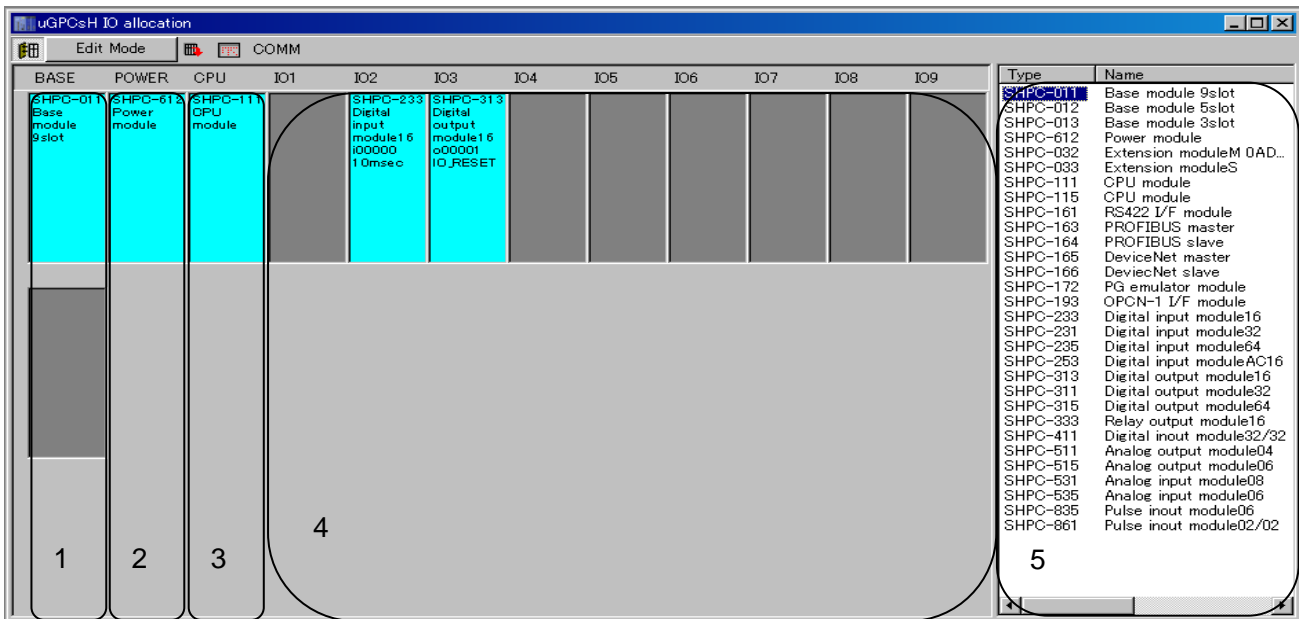 uGPCsH IO allocation
Edit Mode COMM
BASE POWER CPU IO1 IO2 IO3 IO4 IO5 IO6 IO7 IO8 IO9
SHPC-011
Base
module
9slot
SHPC-612
Power
module
SHPC-111
CPU
module
SHPC-233
Digital
input
module16
i00000
10msec
SHPC-313
Digital
output
module16
o00001
IO_RESET
1
2
3
4
Type Name
SHPC-011 Base module 9slot
SHPC-012 Base module 5slot
SHPC-013 Base module 3slot
SHPC-612 Power module
SHPC-032 Extension moduleM 0AD...
SHPC-033 Extension moduleS
SHPC-111 CPU module
SHPC-115 CPU module
SHPC-161 RS422 I/F module
SHPC-163 PROFIBUS master
SHPC-164 PROFIBUS slave
SHPC-165 DeviceNet master
SHPC-166 DeviecNet slave
SHPC-172 PG emulator module
SHPC-193 OPCN-1 I/F module
SHPC-233 Digital input module16
SHPC-231 Digital input module32
SHPC-235 Digital input module64
SHPC-253 Digital input moduleAC16
SHPC-313 Digital output module16
SHPC-311 Digital output module32
SHPC-315 Digital output module64
SHPC-333 Relay output module16
SHPC-411 Digital inout module32/32
SHPC-511 Analog output module04
SHPC-515 Analog output module06
SHPC-531 Analog input module08
SHPC-535 Analog input module06
SHPC-835 Pulse inout module06
SHPC-861 Pulse inout module02/02
5